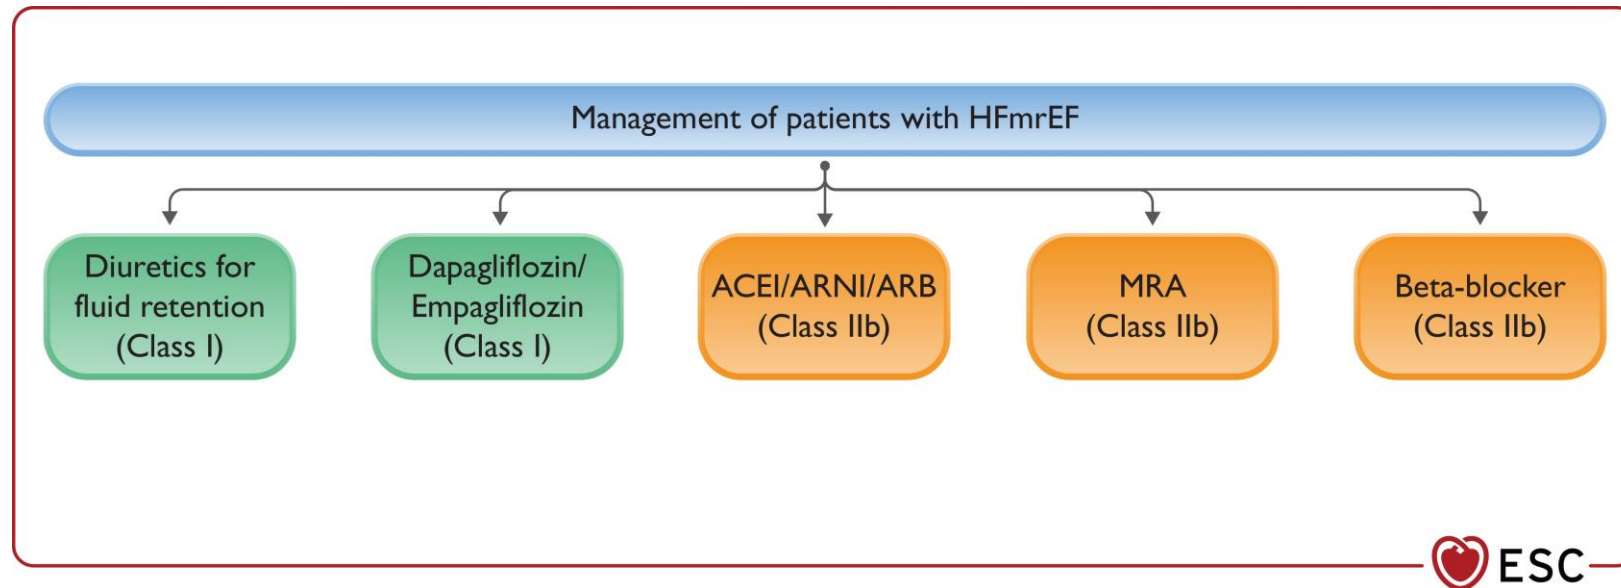 Management of patients with HFmrEF
Diuretics for
fluid retention
(Class I)
Dapagliflozin/
Empagliflozin
(Class I)
ACEI/ARNI/ARB
(Class IIb)
MRA
(Class IIb)
Beta-blocker
(Class IIb)
ESC